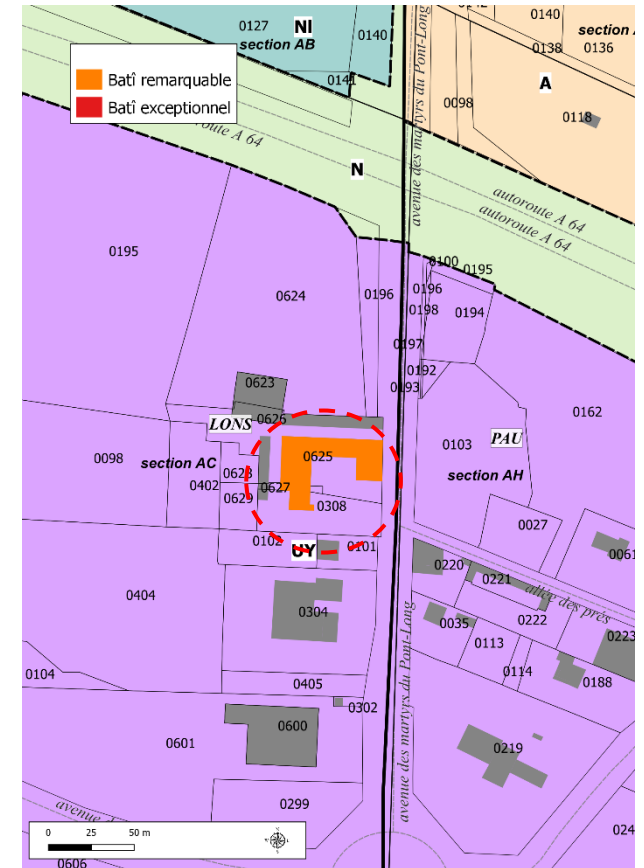 0127
NI
section AB
0140
0140
0138
0136
section A
Batî remarquable
Batî exceptionnel
0141
A
0098
0118
autoroute A 64
N
avenue des martyrs du Pont-Long
autoroute A 64
autoroute A 64
0195
0624
0196
0100
0195
0196
0198
0194
0197
0192
0193
0623
0162
LONS
0626
0103
PAU
0098
section AC
0625
section AH
0628
0402
0627
0629
0308
0027
0102
UY
0101
0061
0220
0221
allée des prés
0404
0304
0222
0035
0223
0113
0114
0104
0405
0188
0302
avenue des martyrs du Pont-Long
0601
0600
0219
0299
avenue d
0 25 50 m
024
0606